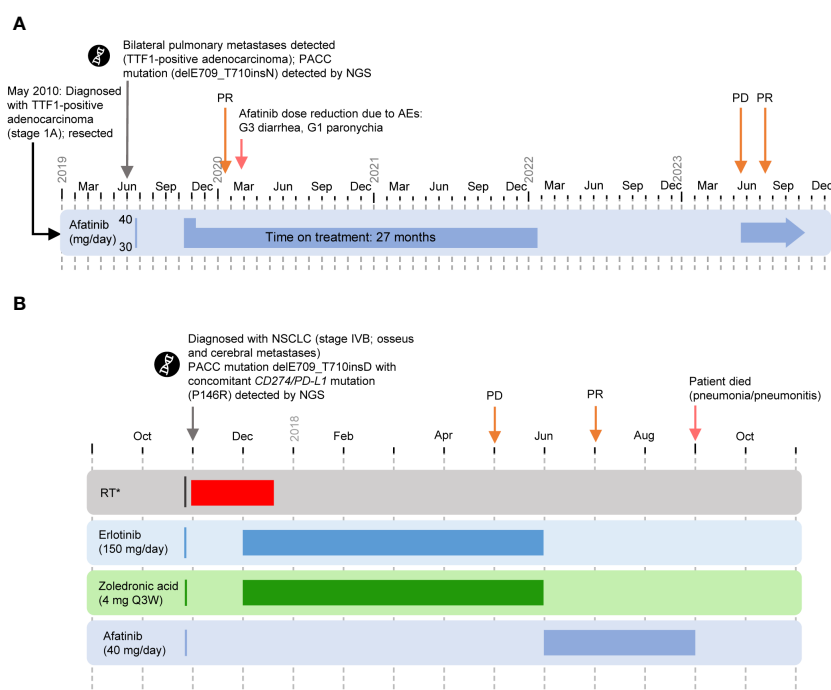 A
Bilateral pulmonary metastases detected
(TTF1-positive adenocarcinoma); PACC
mutation (delE709_T710insN) detected by NGS
May 2010: Diagnosed
with TTF1-positive
adenocarcinoma
(stage 1A); resected
PR
Afatinib dose reduction due to AEs:
G3 diarrhea, G1 paronychia
PD PR
2019 2020 2021 2022 2023
Mar Jun Sep Dec Mar Jun Sep Dec Mar Jun Sep Dec Mar Jun Sep Dec Mar Jun Sep Dec
Afatinib
(mg/day)
40
30
Time on treatment: 27 months
B
Diagnosed with NSCLC (stage IVB; osseus
and cerebral metastases)
PACC mutation delE709_T710insD with
concomitant CD274/PD-L1 mutation
(P146R) detected by NGS
PD
PR
Patient died
(pneumonia/pneumonitis)
2018
Oct Dec Feb Apr Jun Aug Oct
RT*
Erlotinib
(150 mg/day)
Zoledronic acid
(4 mg Q3W)
Afatinib
(40 mg/day)